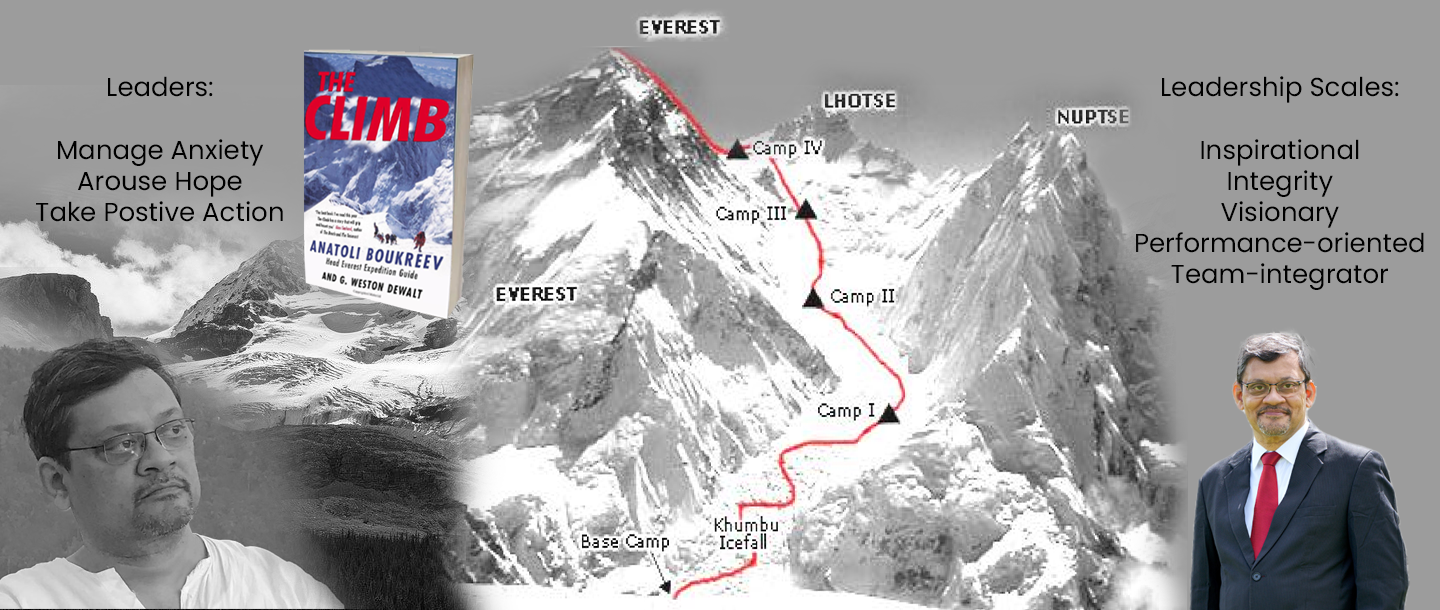 Leaders:
Manage Anxiety
Arouse Hope
Take Postive Action
THE
CLIMB
ANATOLI BOUKREEV
Head Everest Expedition Guide
AND G. WESTON DEWALT
EVEREST
LHOTSE
NUPTSE
Camp IV
Camp III
Camp II
EVEREST
Camp I
Khumbu
Icefall
Base Camp
Leadership Scales:
Inspirational
Integrity
Visionary
Performance-oriented
Team-integrator